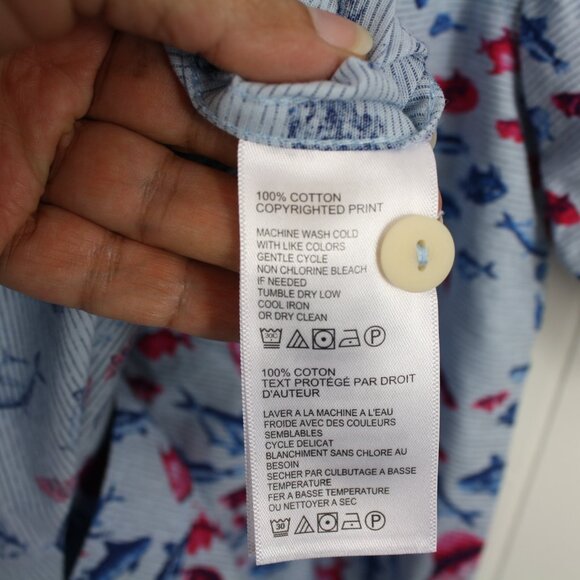 100% COTTON
COPYRIGHTED PRINT
MACHINE WASH COLD
WITH LIKE COLORS
GENTLE CYCLE
NON CHLORINE BLEACH
IF NEEDED
TUMBLE DRY LOW
COOL IRON
OR DRY CLEAN
30C P
100% COTON
TEXT PROTÉGÉ PAR DROIT
D'AUTEUR
LAVER A LA MACHINE A L'EAU
FROIDE AVEC DES COULEURS
SEMBLABLES
CYCLE DELICAT
BLANCHIMENT SANS CHLORE AU
BESOIN
SECHER PAR CULBUTAGE A BASSE
TEMPERATURE
FER A BASSE TEMPERATURE
OU NETTOYER A SEC
30 P